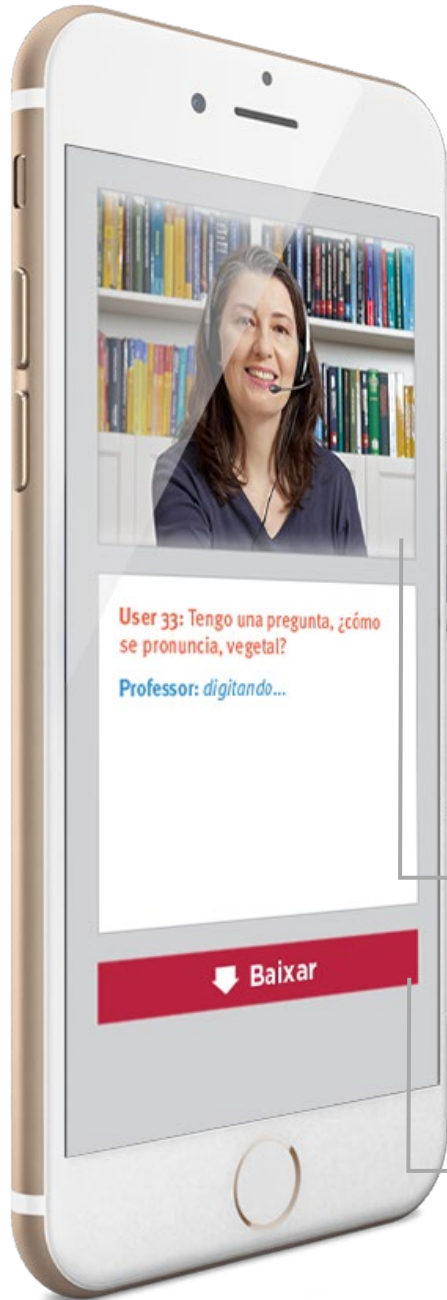 User 33: Tengo una pregunta, ¿cómo
se pronuncia, vegetal?
Professor: digitando...
Baixar